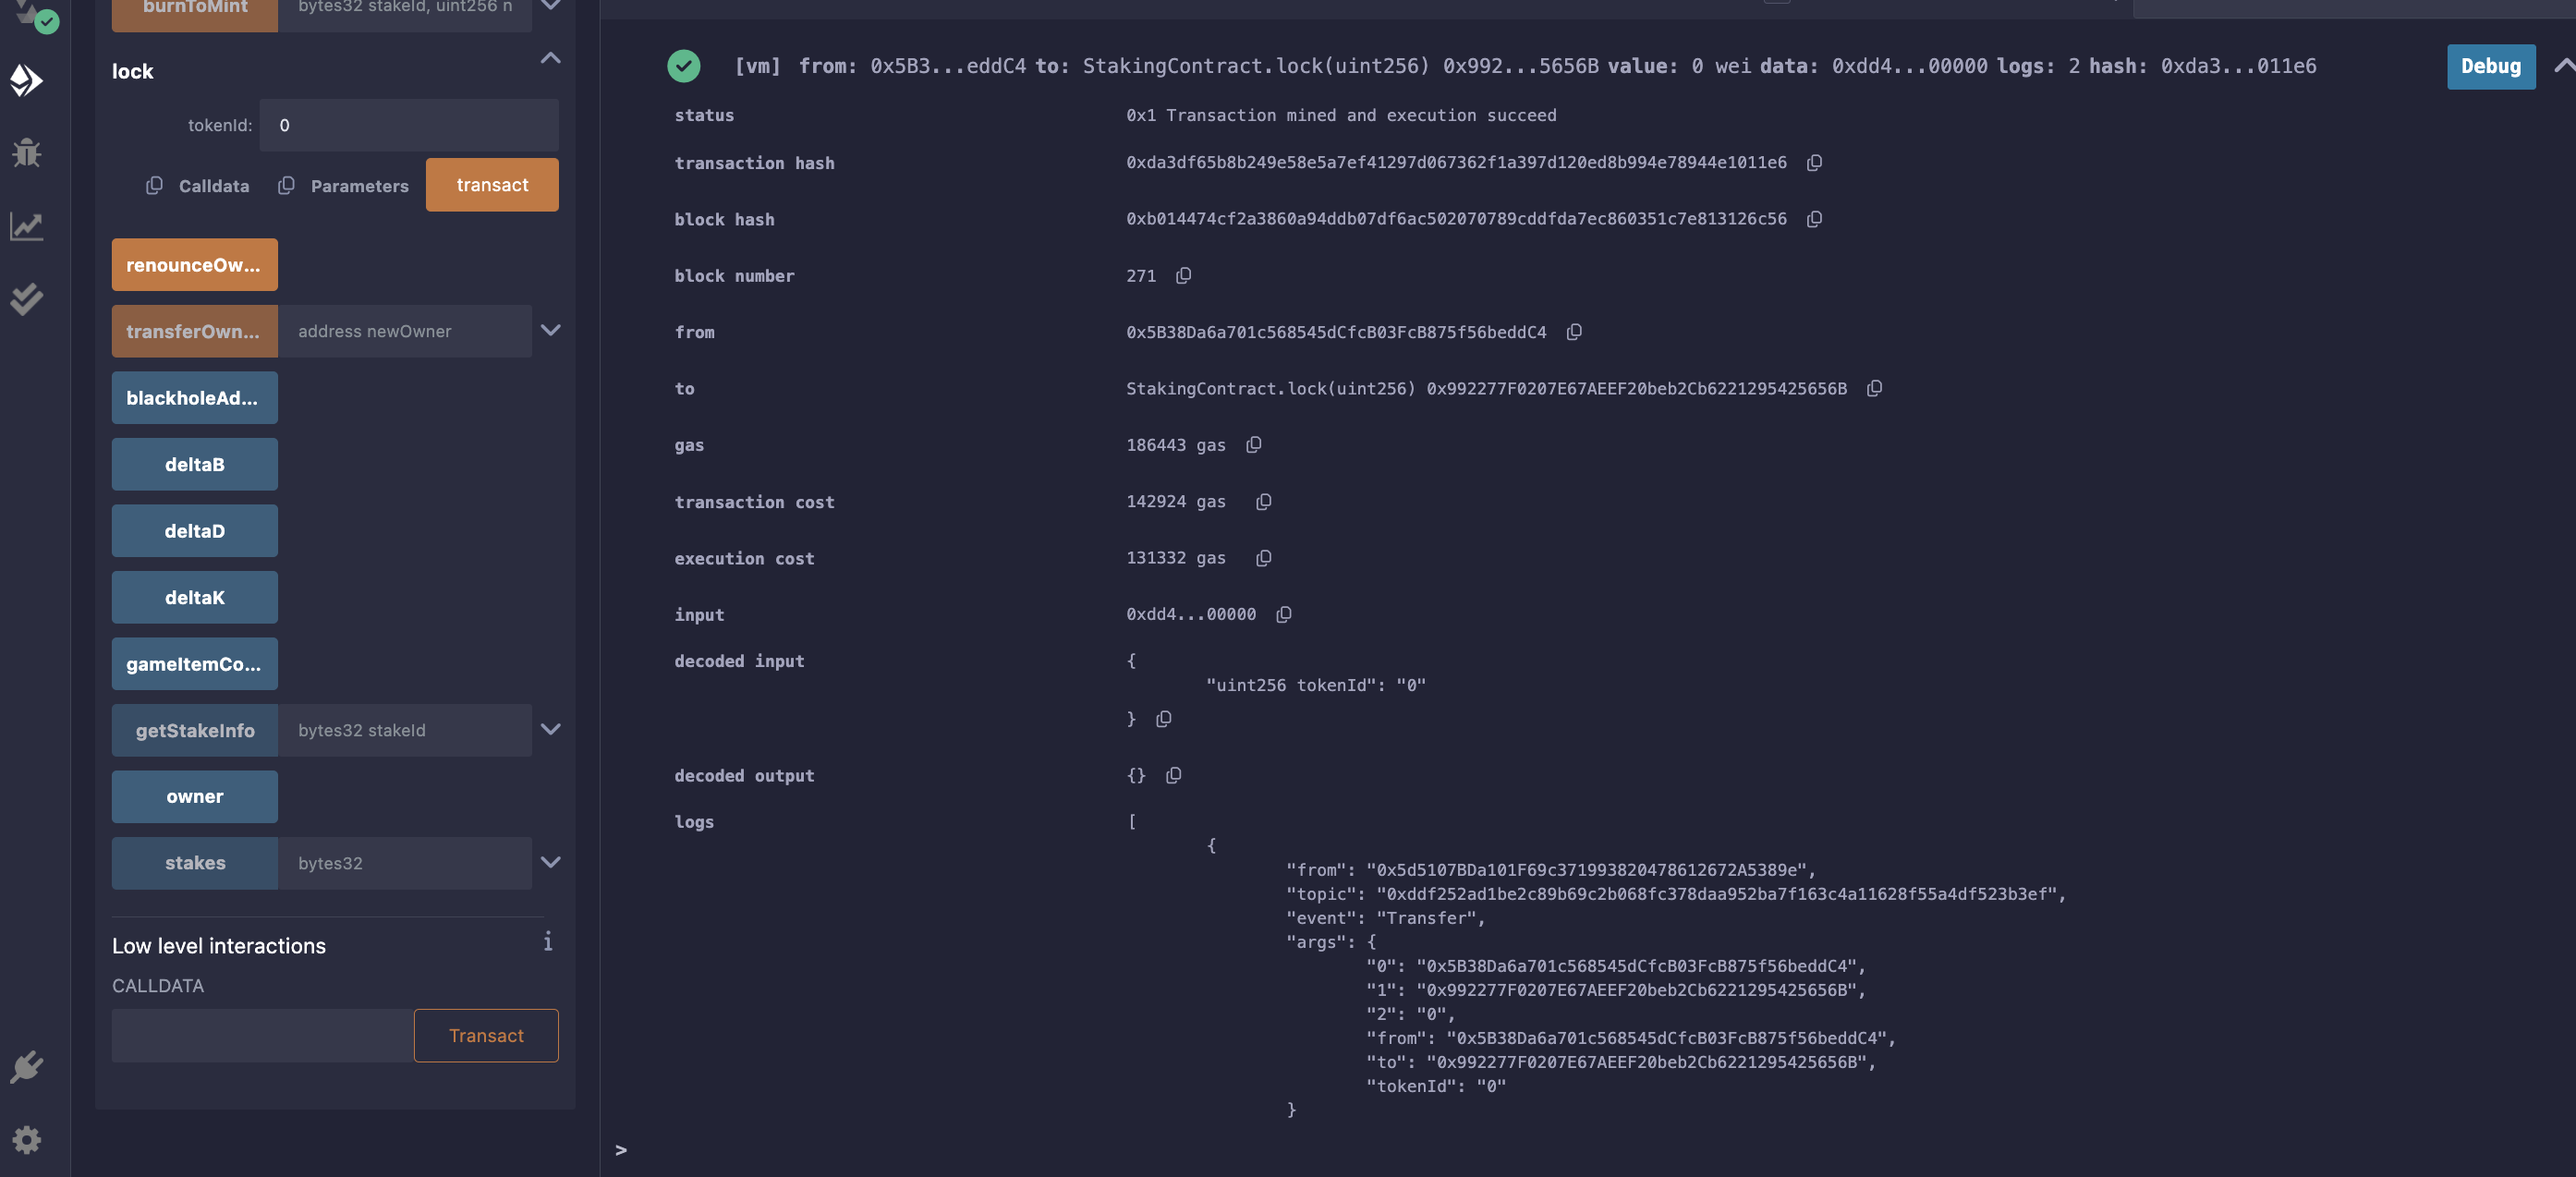 burnToMint bytes32 stakeId, uint256 n
lock
tokenId: 0
Calldata Parameters transact
renounceOw...
transferOwn... address newOwner
blackholeAd...
deltaB
deltaD
deltaK
gameItemCo...
getStakeInfo bytes32 stakeId
owner
stakes bytes32
Low level interactions i
CALLDATA
Transact
[vm] from: 0x5B3...eddC4 to: StakingContract.lock(uint256) 0x992...5656B value: 0 wei data: 0xdd4...00000 logs: 2 hash: 0xda3...011e6 Debug
status 0x1 Transaction mined and execution succeed
transaction hash 0xda3df65b8b249e58e5a7ef41297d067362f1a397d120ed8b994e78944e1011e6
block hash 0xb014474cf2a3860a94ddb07df6ac502070789cddfda7ec860351c7e813126c56
block number 271
from 0x5B38Da6a701c568545dCfcB03FcB875f56beddC4
to StakingContract.lock(uint256) 0x992277F0207E67AEEF20beb2Cb6221295425656B
gas 186443 gas
transaction cost 142924 gas
execution cost 131332 gas
input 0xdd4...00000
decoded input {
"uint256 tokenId": "0"
}
decoded output {}
logs [
{
"from": "0x5d5107BDa101F69c371993820478612672A5389e",
"topic": "0xddf252ad1be2c89b69c2b068fc378daa952ba7f163c4a11628f55a4df523b3ef",
"event": "Transfer",
"args": {
"0": "0x5B38Da6a701c568545dCfcB03FcB875f56beddC4",
"1": "0x992277F0207E67AEEF20beb2Cb6221295425656B",
"2": "0",
"from": "0x5B38Da6a701c568545dCfcB03FcB875f56beddC4",
"to": "0x992277F0207E67AEEF20beb2Cb6221295425656B",
"tokenId": "0"
}
>